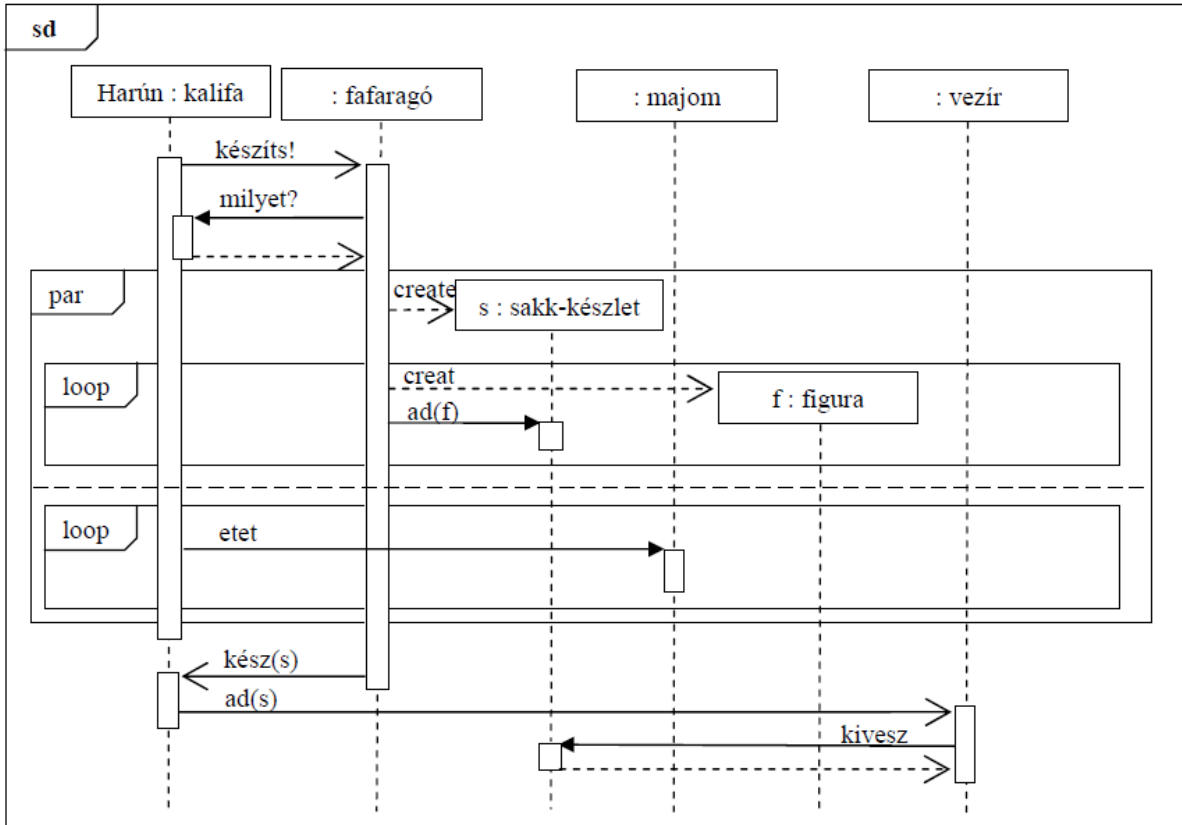 sd
Harún : kalifa
: fafaragó
: majom
: vezír
készíts!
milyet?
par
create
s : sakk-készlet
loop
creat
f : figura
ad(f)
loop
etet
kész(s)
ad(s)
kivesz